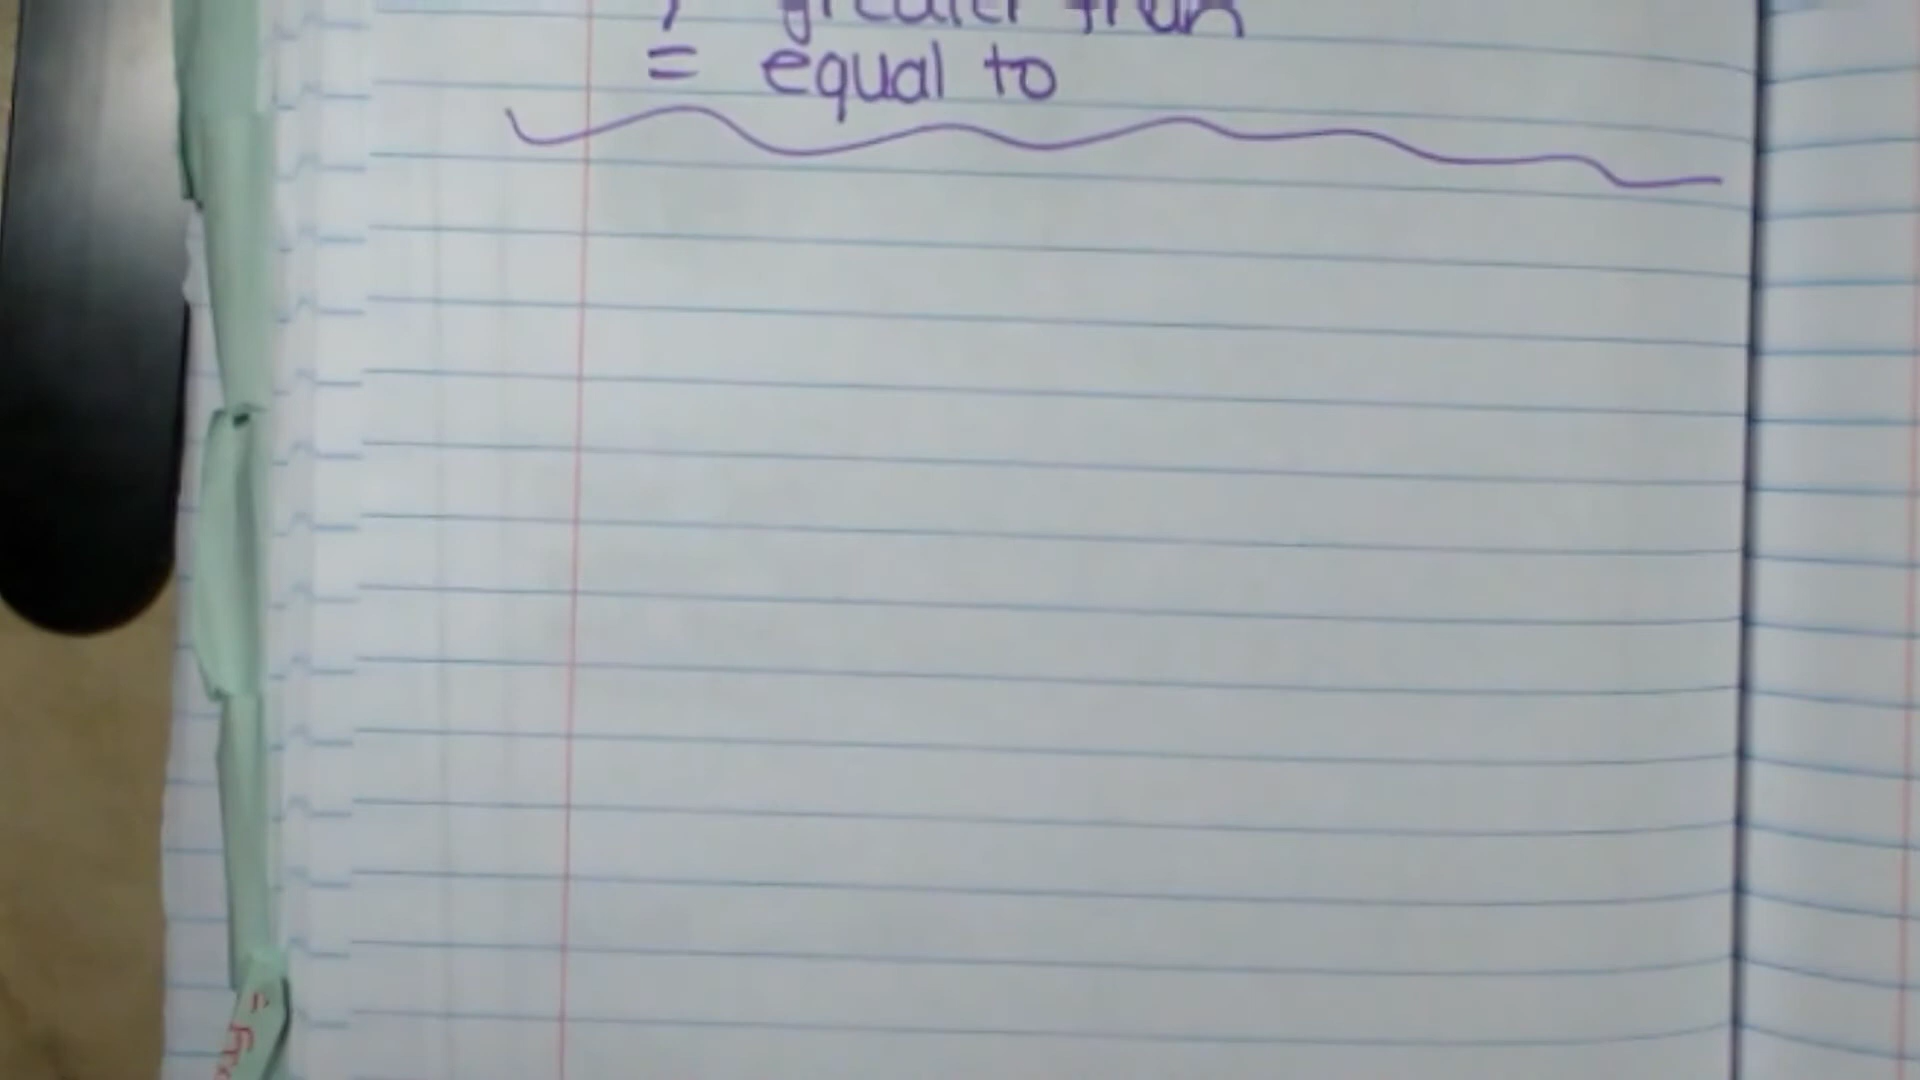 > greater than
= equal to